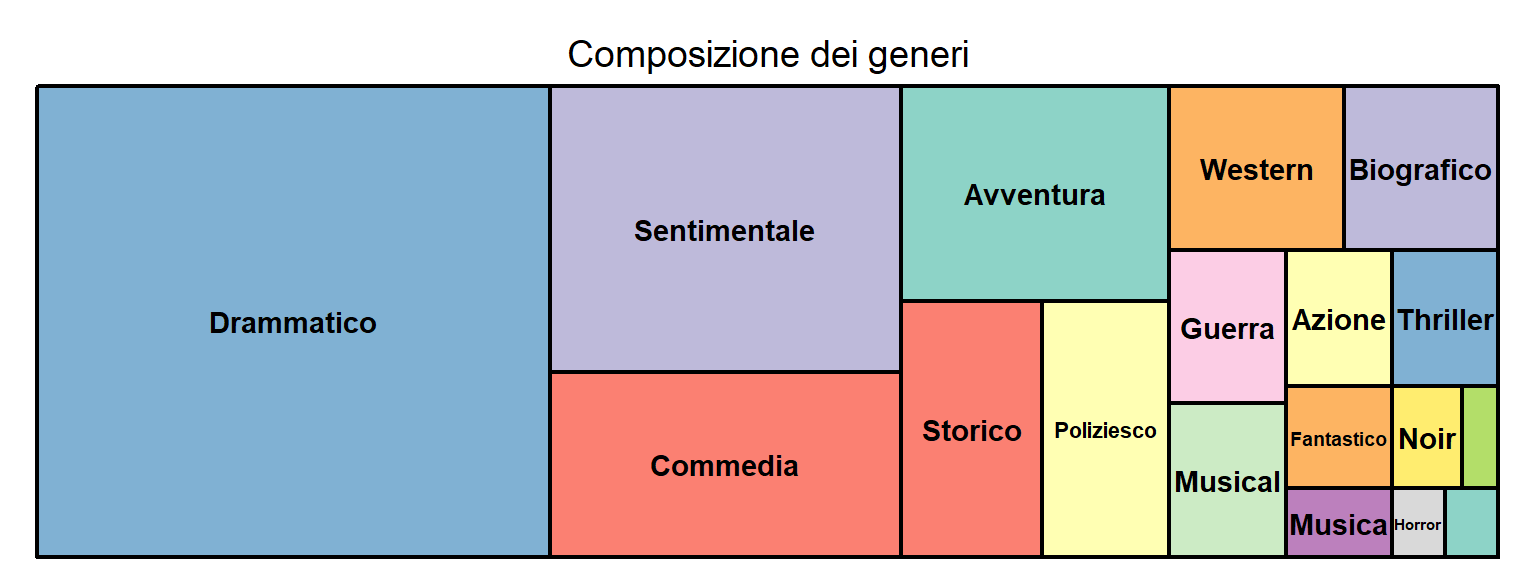 Composizione dei generi
Drammatico
Sentimentale
Commedia
Avventura
Storico
Poliziesco
Western
Biografico
Guerra
Azione
Thriller
Musical
Fantastico
Noir
Musica
Horror